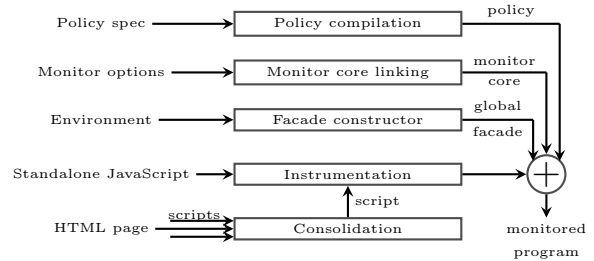 Policy spec
Policy compilation
policy
Monitor options
Monitor core linking
monitor
core
Environment
Facade constructor
global
facade
Standalone JavaScript
Instrumentation
script
HTML page
scripts
Consolidation
monitored
program